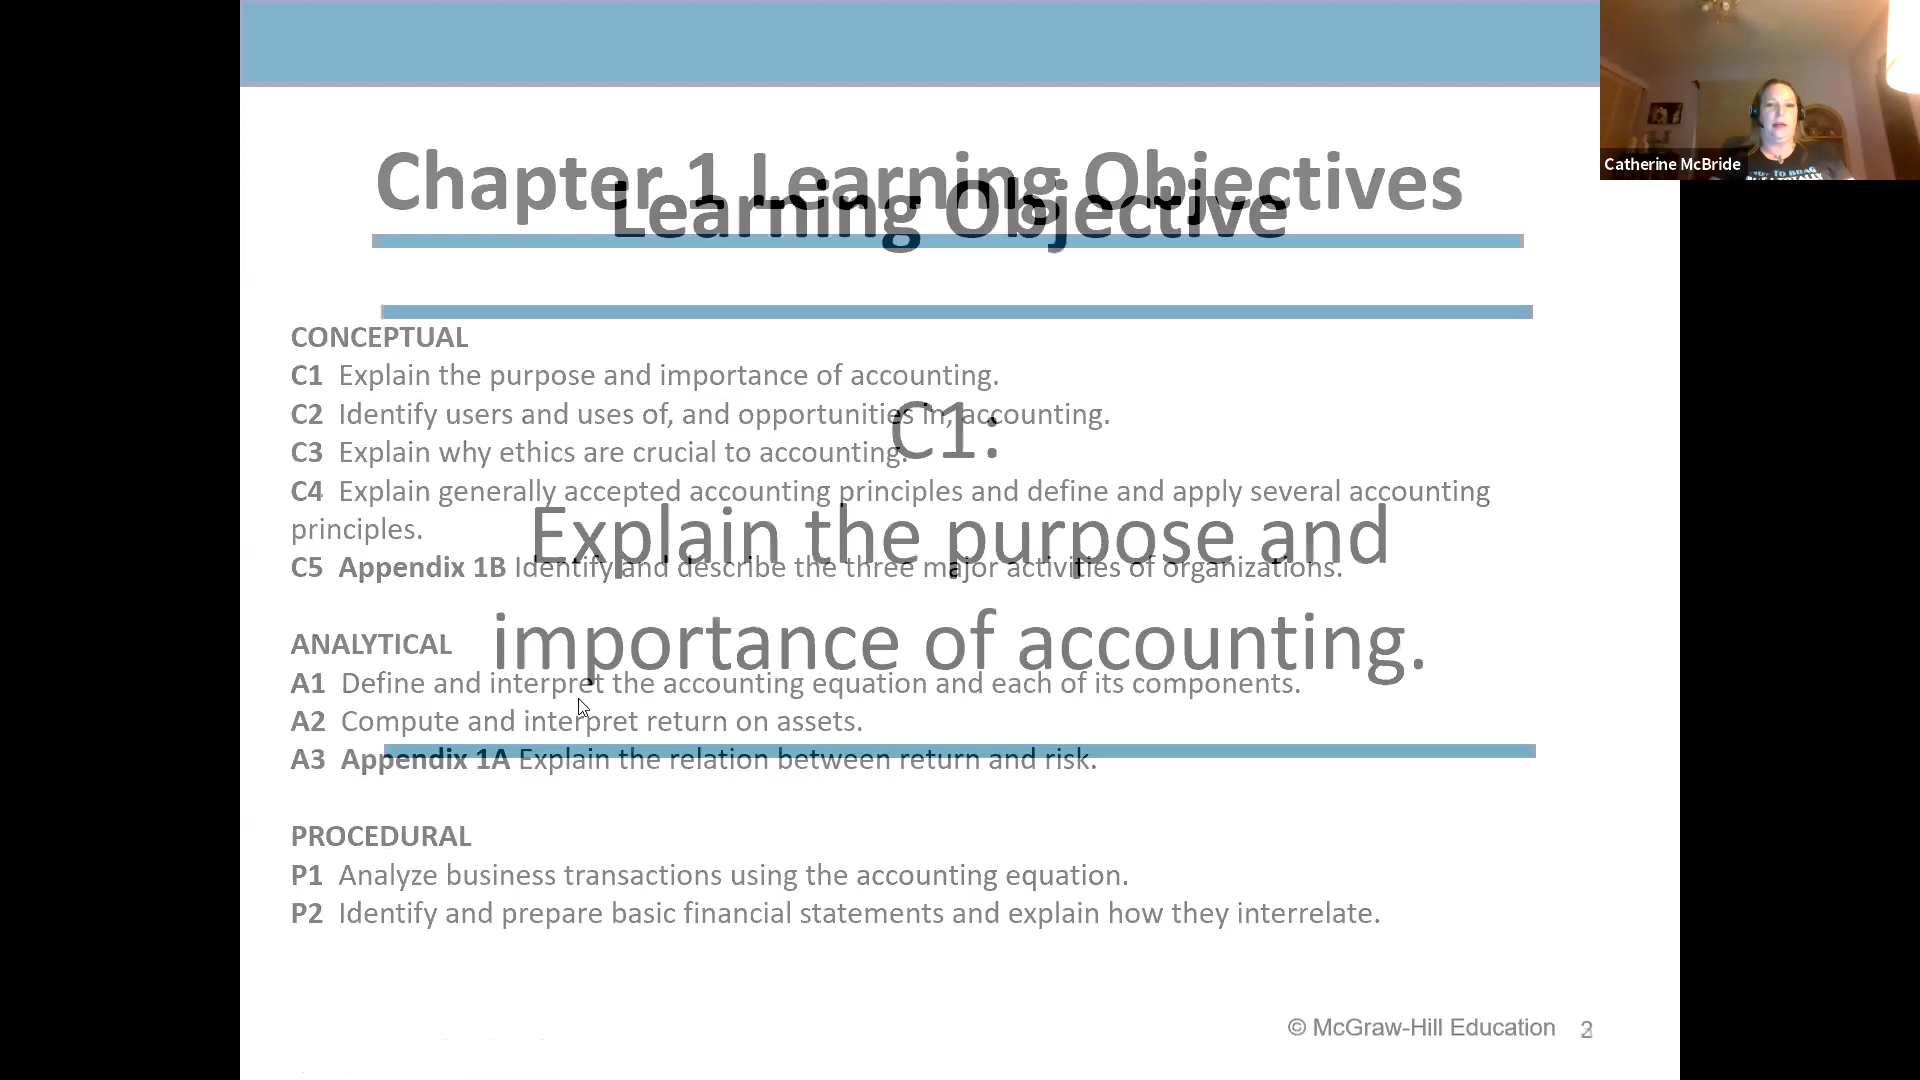 Chapter 1 Learning Objectives
Learning Objective
CONCEPTUAL
C1 Explain the purpose and importance of accounting.
C2 Identify users and uses of, and opportunities in, accounting.
C3 Explain why ethics are crucial to accounting.
C4 Explain generally accepted accounting principles and define and apply several accounting
principles.
C5 Appendix 1B Identify and describe the three major activities of organizations.
C1:
Explain the purpose and
importance of accounting.
ANALYTICAL
A1 Define and interpret the accounting equation and each of its components.
A2 Compute and interpret return on assets.
A3 Appendix 1A Explain the relation between return and risk.
PROCEDURAL
P1 Analyze business transactions using the accounting equation.
P2 Identify and prepare basic financial statements and explain how they interrelate.
© McGraw-Hill Education
Catherine McBride